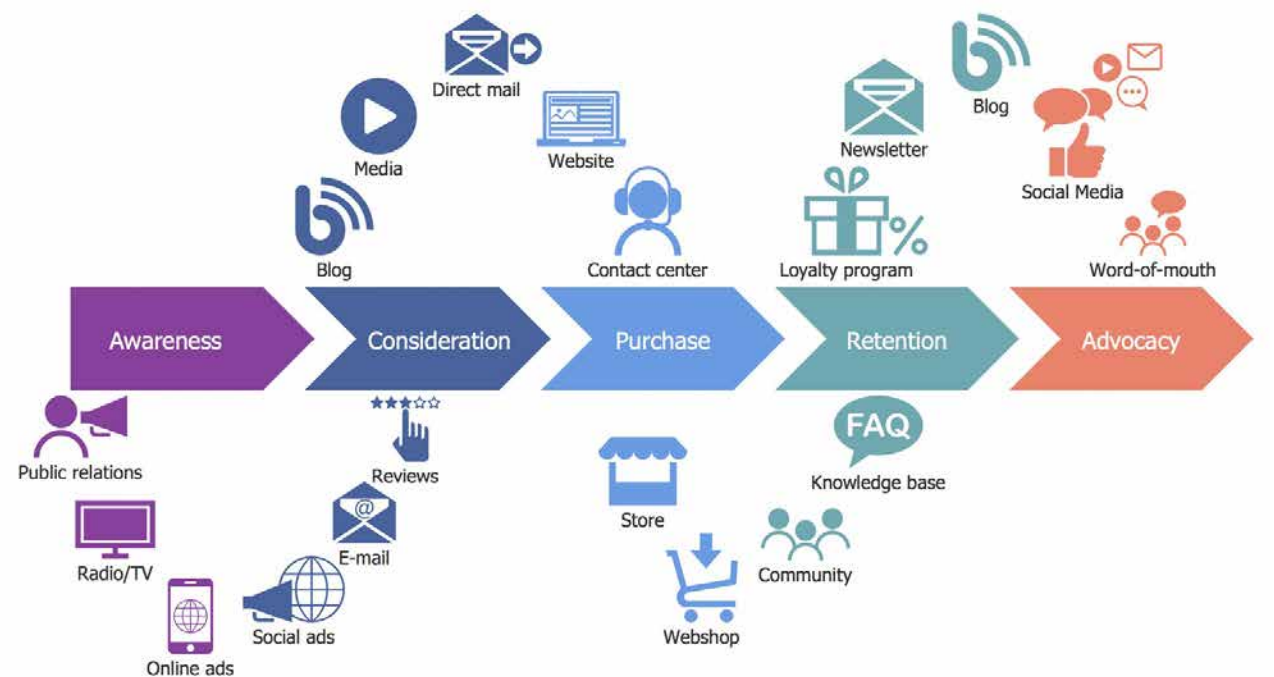 Direct mail
Blog
Media
Website
Newsletter
Social Media
Blog
Contact center
Loyalty program
Word-of-mouth
Awareness
Consideration
Purchase
Retention
Advocacy
FAQ
Public relations
Reviews
Knowledge base
Store
@
E-mail
Radio/TV
Community
Social ads
Webshop
Online ads